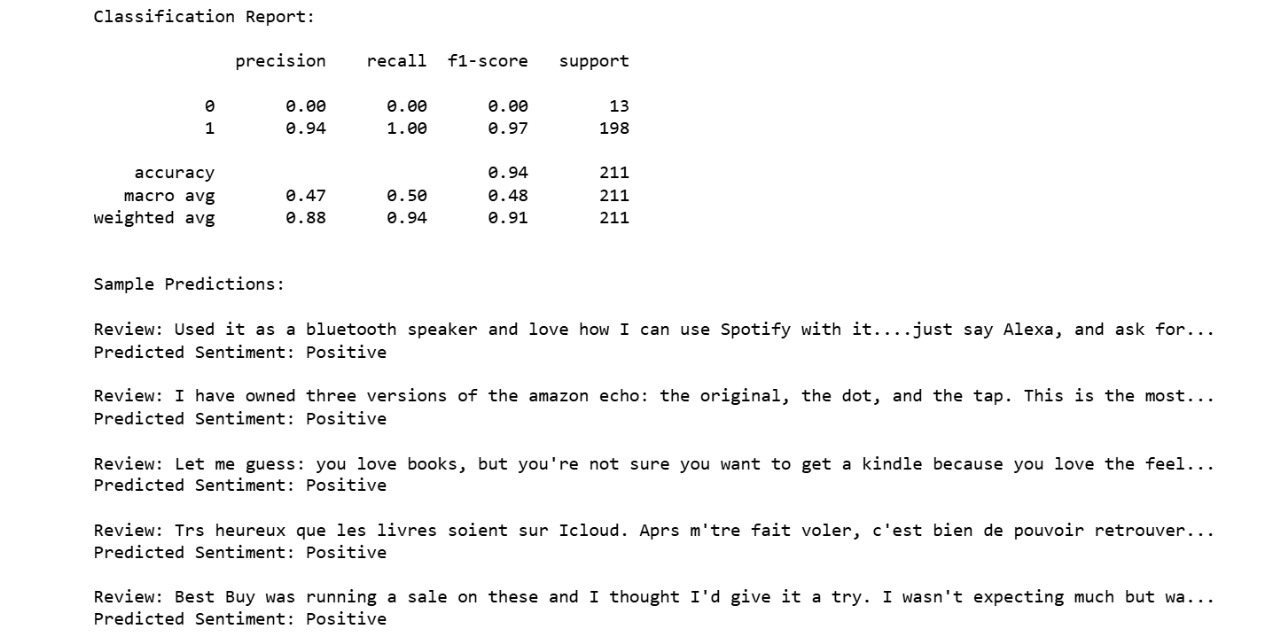 Classification Report:
precision recall f1-score support
0 0.00 0.00 0.00 13
1 0.94 1.00 0.97 198
accuracy 0.94 211
macro avg 0.47 0.50 0.48 211
weighted avg 0.88 0.94 0.91 211
Sample Predictions:
Review: Used it as a bluetooth speaker and love how I can use Spotify with it....just say Alexa, and ask for...
Predicted Sentiment: Positive
Review: I have owned three versions of the amazon echo: the original, the dot, and the tap. This is the most...
Predicted Sentiment: Positive
Review: Let me guess: you love books, but you're not sure you want to get a kindle because you love the feel...
Predicted Sentiment: Positive
Review: Trs heureux que les livres soient sur Icloud. Aprs m'tre fait voler, c'est bien de pouvoir retrouver...
Predicted Sentiment: Positive
Review: Best Buy was running a sale on these and I thought I'd give it a try. I wasn't expecting much but wa...
Predicted Sentiment: Positive